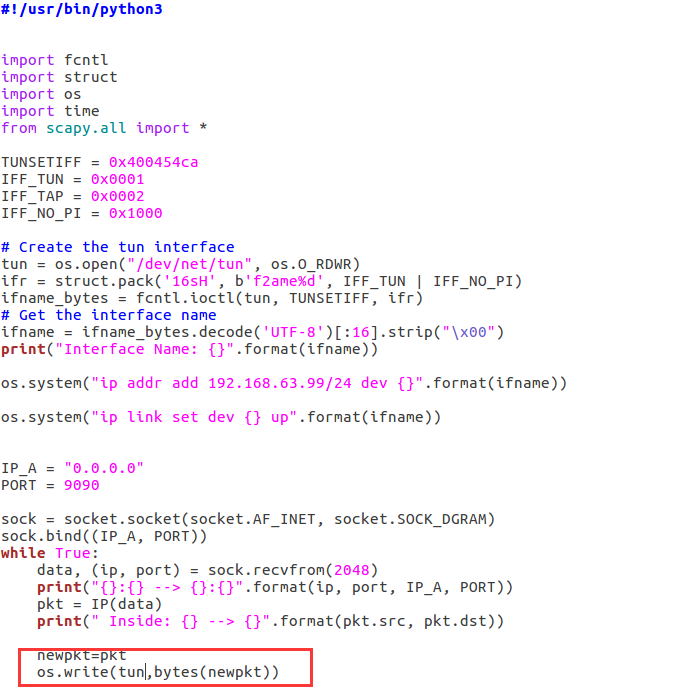 #!/usr/bin/python3
import fcntl
import struct
import os
import time
from scapy.all import *
TUNSETIFF = 0x400454ca
IFF_TUN = 0x0001
IFF_TAP = 0x0002
IFF_NO_PI = 0x1000
# Create the tun interface
tun = os.open("/dev/net/tun", os.O_RDWR)
ifr = struct.pack('16sH', b'f2ame%d', IFF_TUN | IFF_NO_PI)
ifname_bytes = fcntl.ioctl(tun, TUNSETIFF, ifr)
# Get the interface name
ifname = ifname_bytes.decode('UTF-8')[:16].strip("\x00")
print("Interface Name: {}".format(ifname))
os.system("ip addr add 192.168.63.99/24 dev {}".format(ifname))
os.system("ip link set dev {} up".format(ifname))
IP_A = "0.0.0.0"
PORT = 9090
sock = socket.socket(socket.AF_INET, socket.SOCK_DGRAM)
sock.bind((IP_A, PORT))
while True:
    data, (ip, port) = sock.recvfrom(2048)
    print("{}:{} --> {}:{}".format(ip, port, IP_A, PORT))
    pkt = IP(data)
    print(" Inside: {} --> {}".format(pkt.src, pkt.dst))
    newpkt=pkt
    os.write(tun,bytes(newpkt))